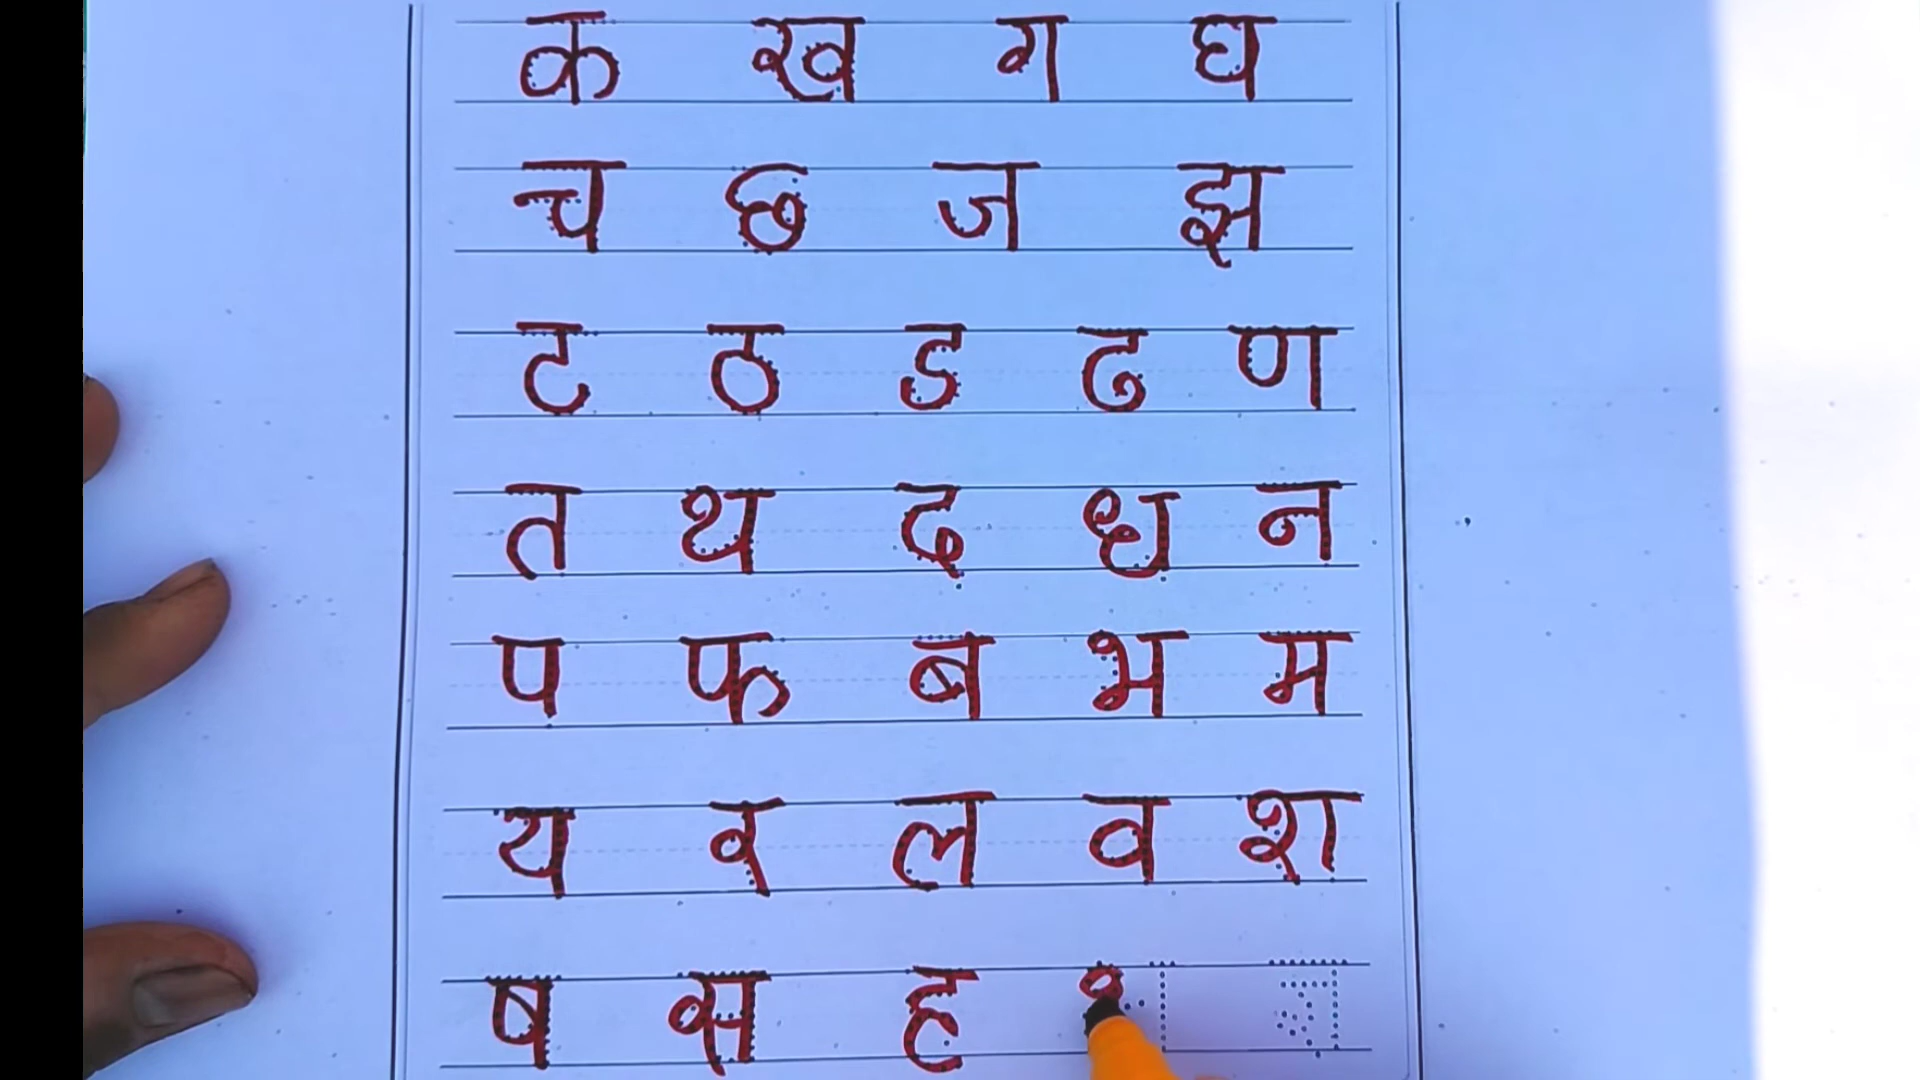 क ख ग घ
च छ ज झ
ट ठ ड ढ ण
त थ द ध न
प फ ब भ म
य र ल व श
ष स ह